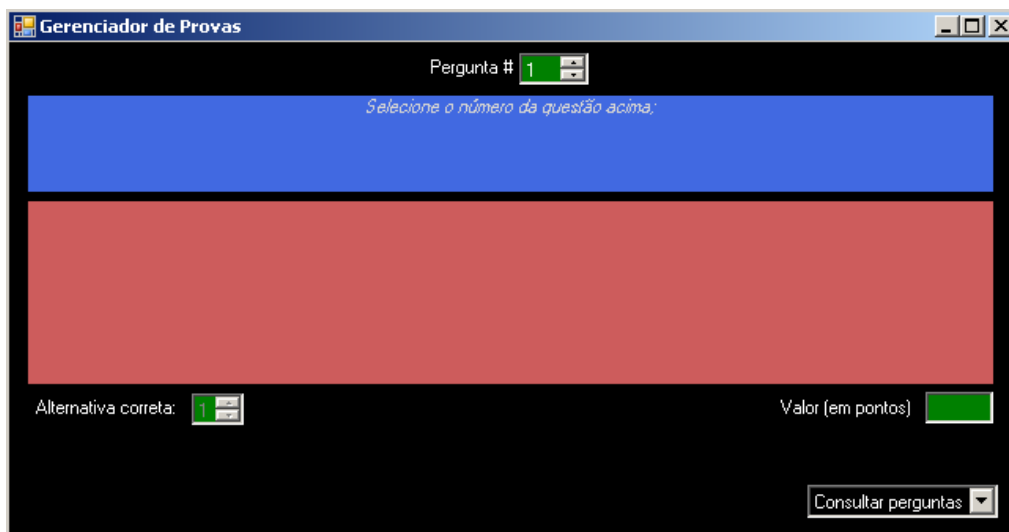 Gerenciador de Provas
Pergunta # 1
Selecione o número da questão acima;
Alternativa correta: 1 Valor (em pontos)
Consultar perguntas